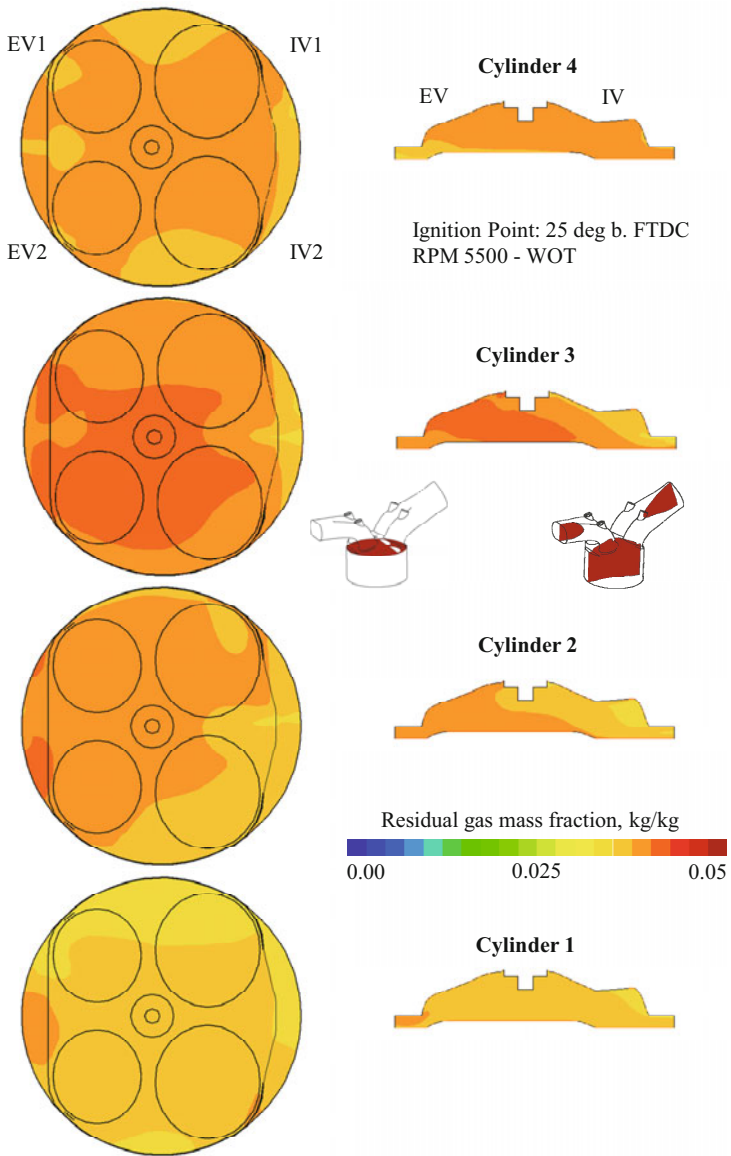 EV1
IV1
Cylinder 4
EV
IV
EV2
IV2
Ignition Point: 25 deg b. FTDC
RPM 5500 - WOT
Cylinder 3
Cylinder 2
Residual gas mass fraction, kg/kg
0.00
0.025
0.05
Cylinder 1